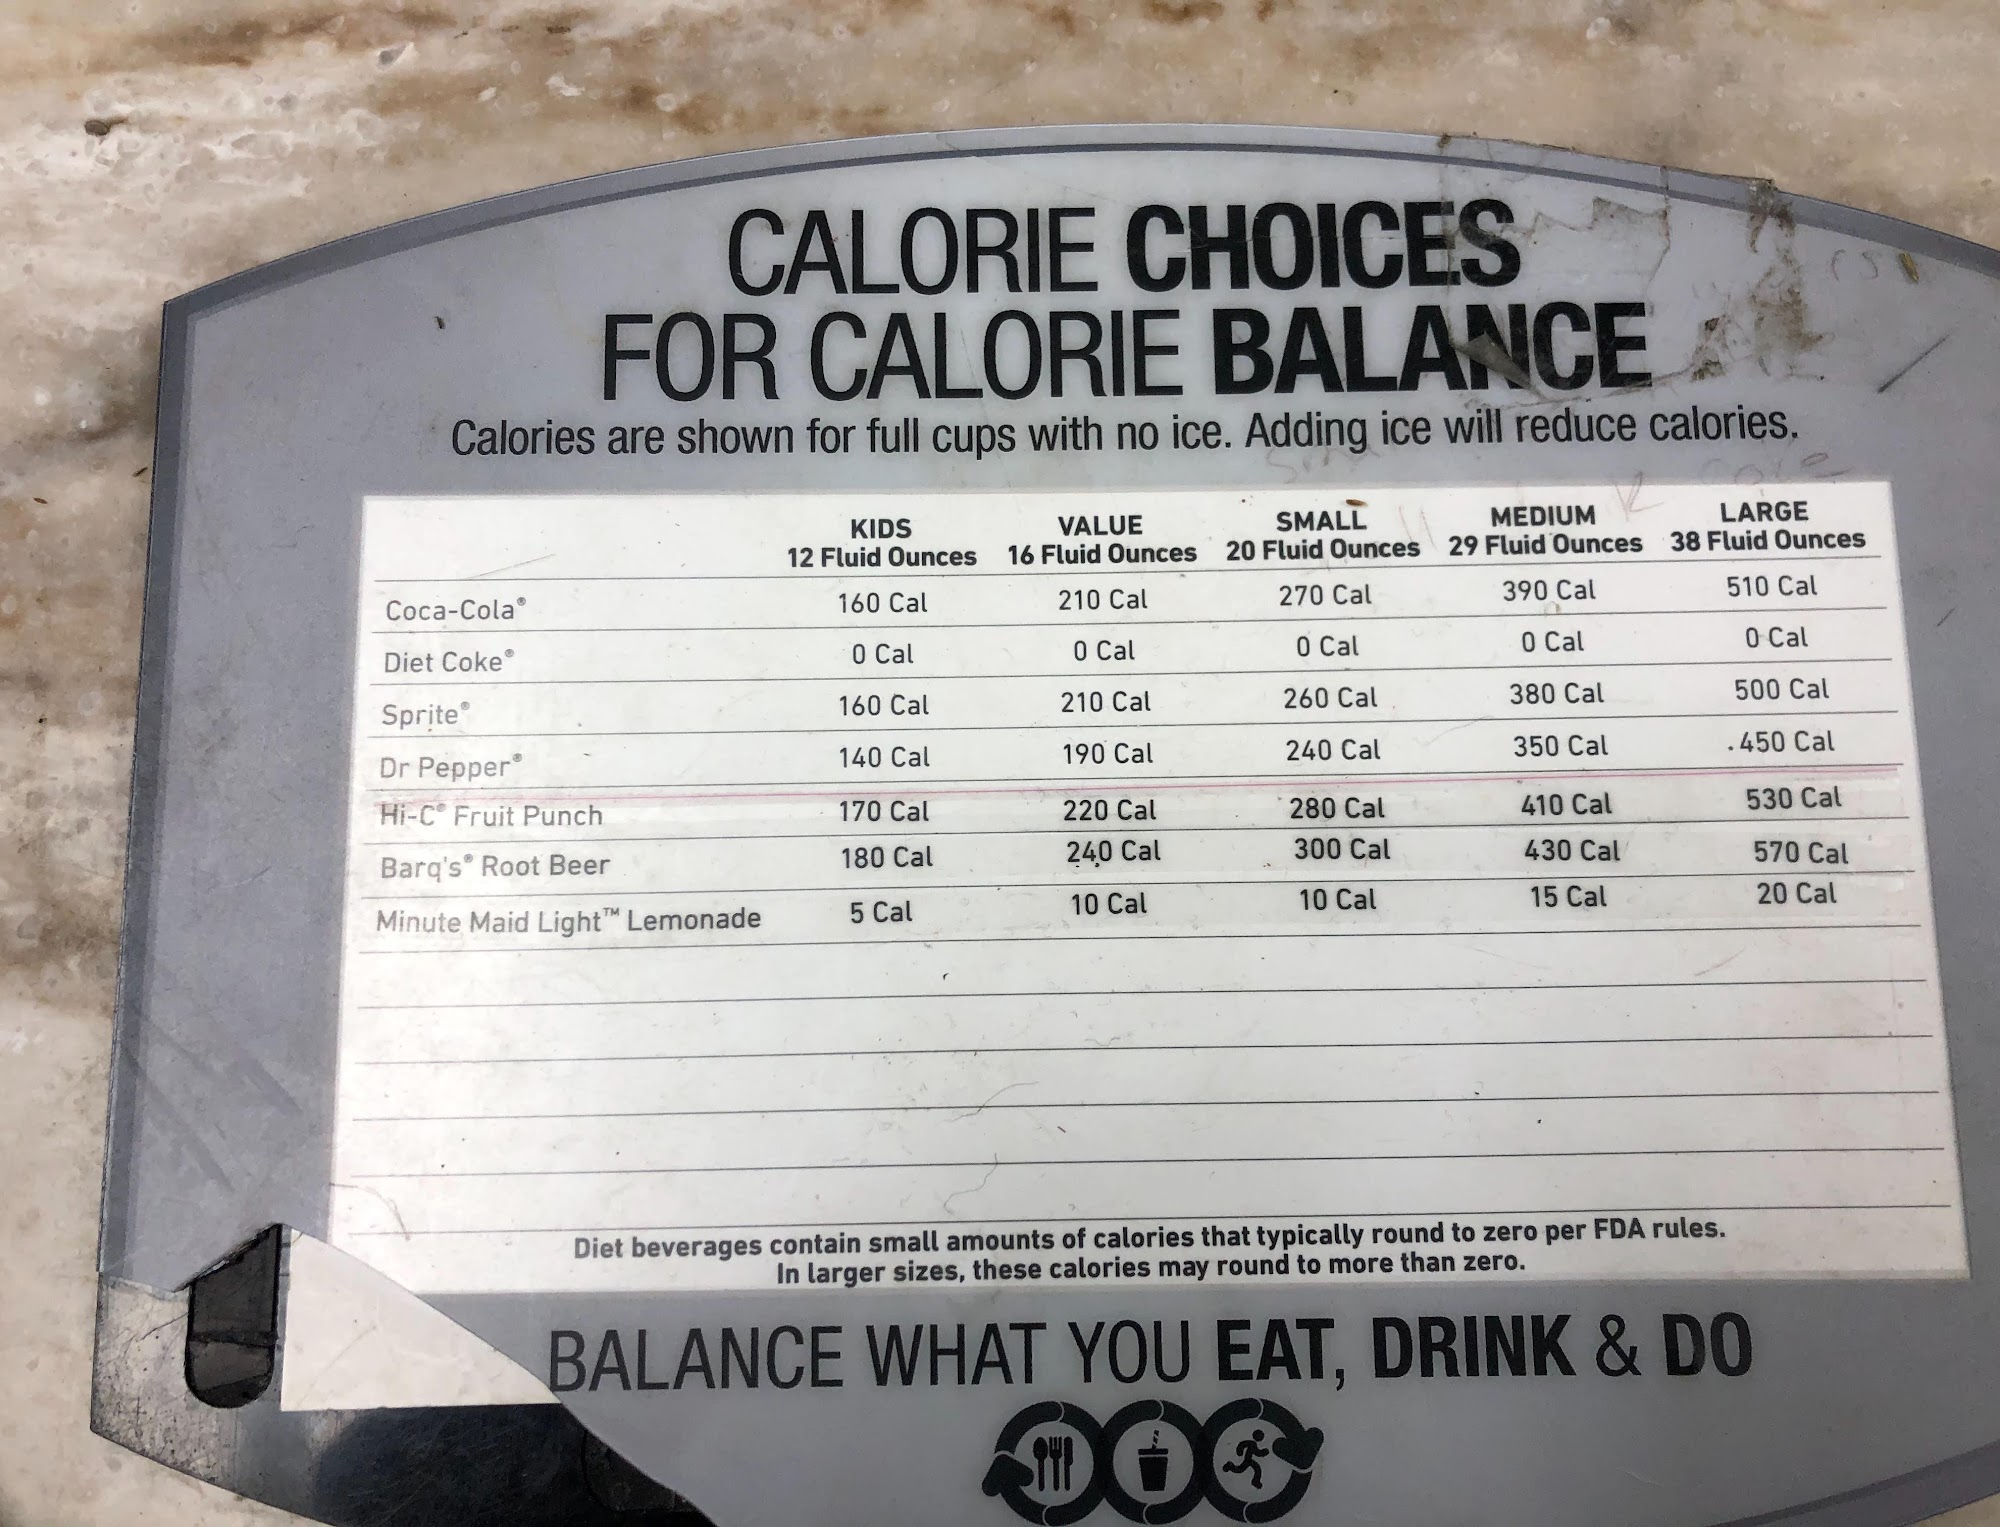 CALORIE CHOICES
FOR CALORIE BALANCE
Calories are shown for full cups with no ice. Adding ice will reduce calories.
KIDS VALUE SMALL MEDIUM LARGE
12 Fluid Ounces 16 Fluid Ounces 20 Fluid Ounces 29 Fluid Ounces 38 Fluid Ounces
Coca-Cola® 160 Cal 210 Cal 270 Cal 390 Cal 510 Cal
Diet Coke® 0 Cal 0 Cal 0 Cal 0 Cal 0 Cal
Sprite® 160 Cal 210 Cal 260 Cal 380 Cal 500 Cal
Dr Pepper® 140 Cal 190 Cal 240 Cal 350 Cal 450 Cal
Hi-C® Fruit Punch 170 Cal 220 Cal 280 Cal 410 Cal 530 Cal
Barq's® Root Beer 180 Cal 240 Cal 300 Cal 430 Cal 570 Cal
Minute Maid Light™ Lemonade 5 Cal 10 Cal 10 Cal 15 Cal 20 Cal
Diet beverages contain small amounts of calories that typically round to zero per FDA rules.
In larger sizes, these calories may round to more than zero.
BALANCE WHAT YOU EAT, DRINK & DO